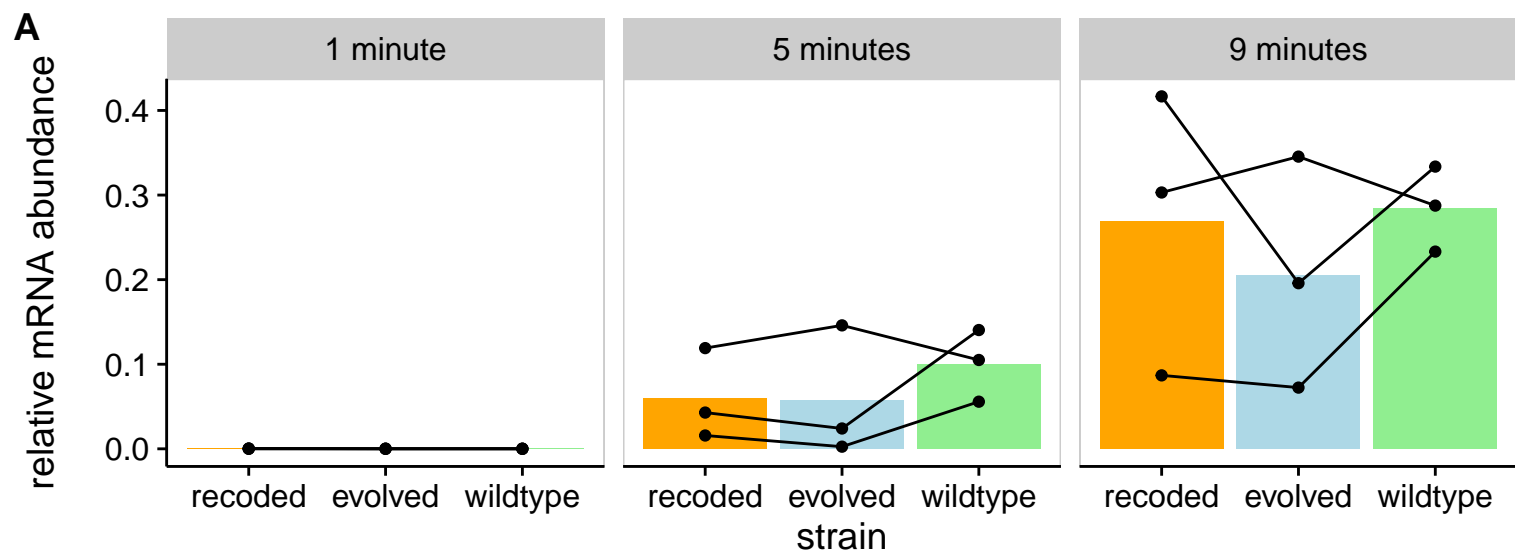 A
1 minute
5 minutes
9 minutes
relative mRNA abundance
0.4
0.3
0.2
0.1
0.0
recoded evolved wildtype
recoded evolved wildtype
recoded evolved wildtype
strain